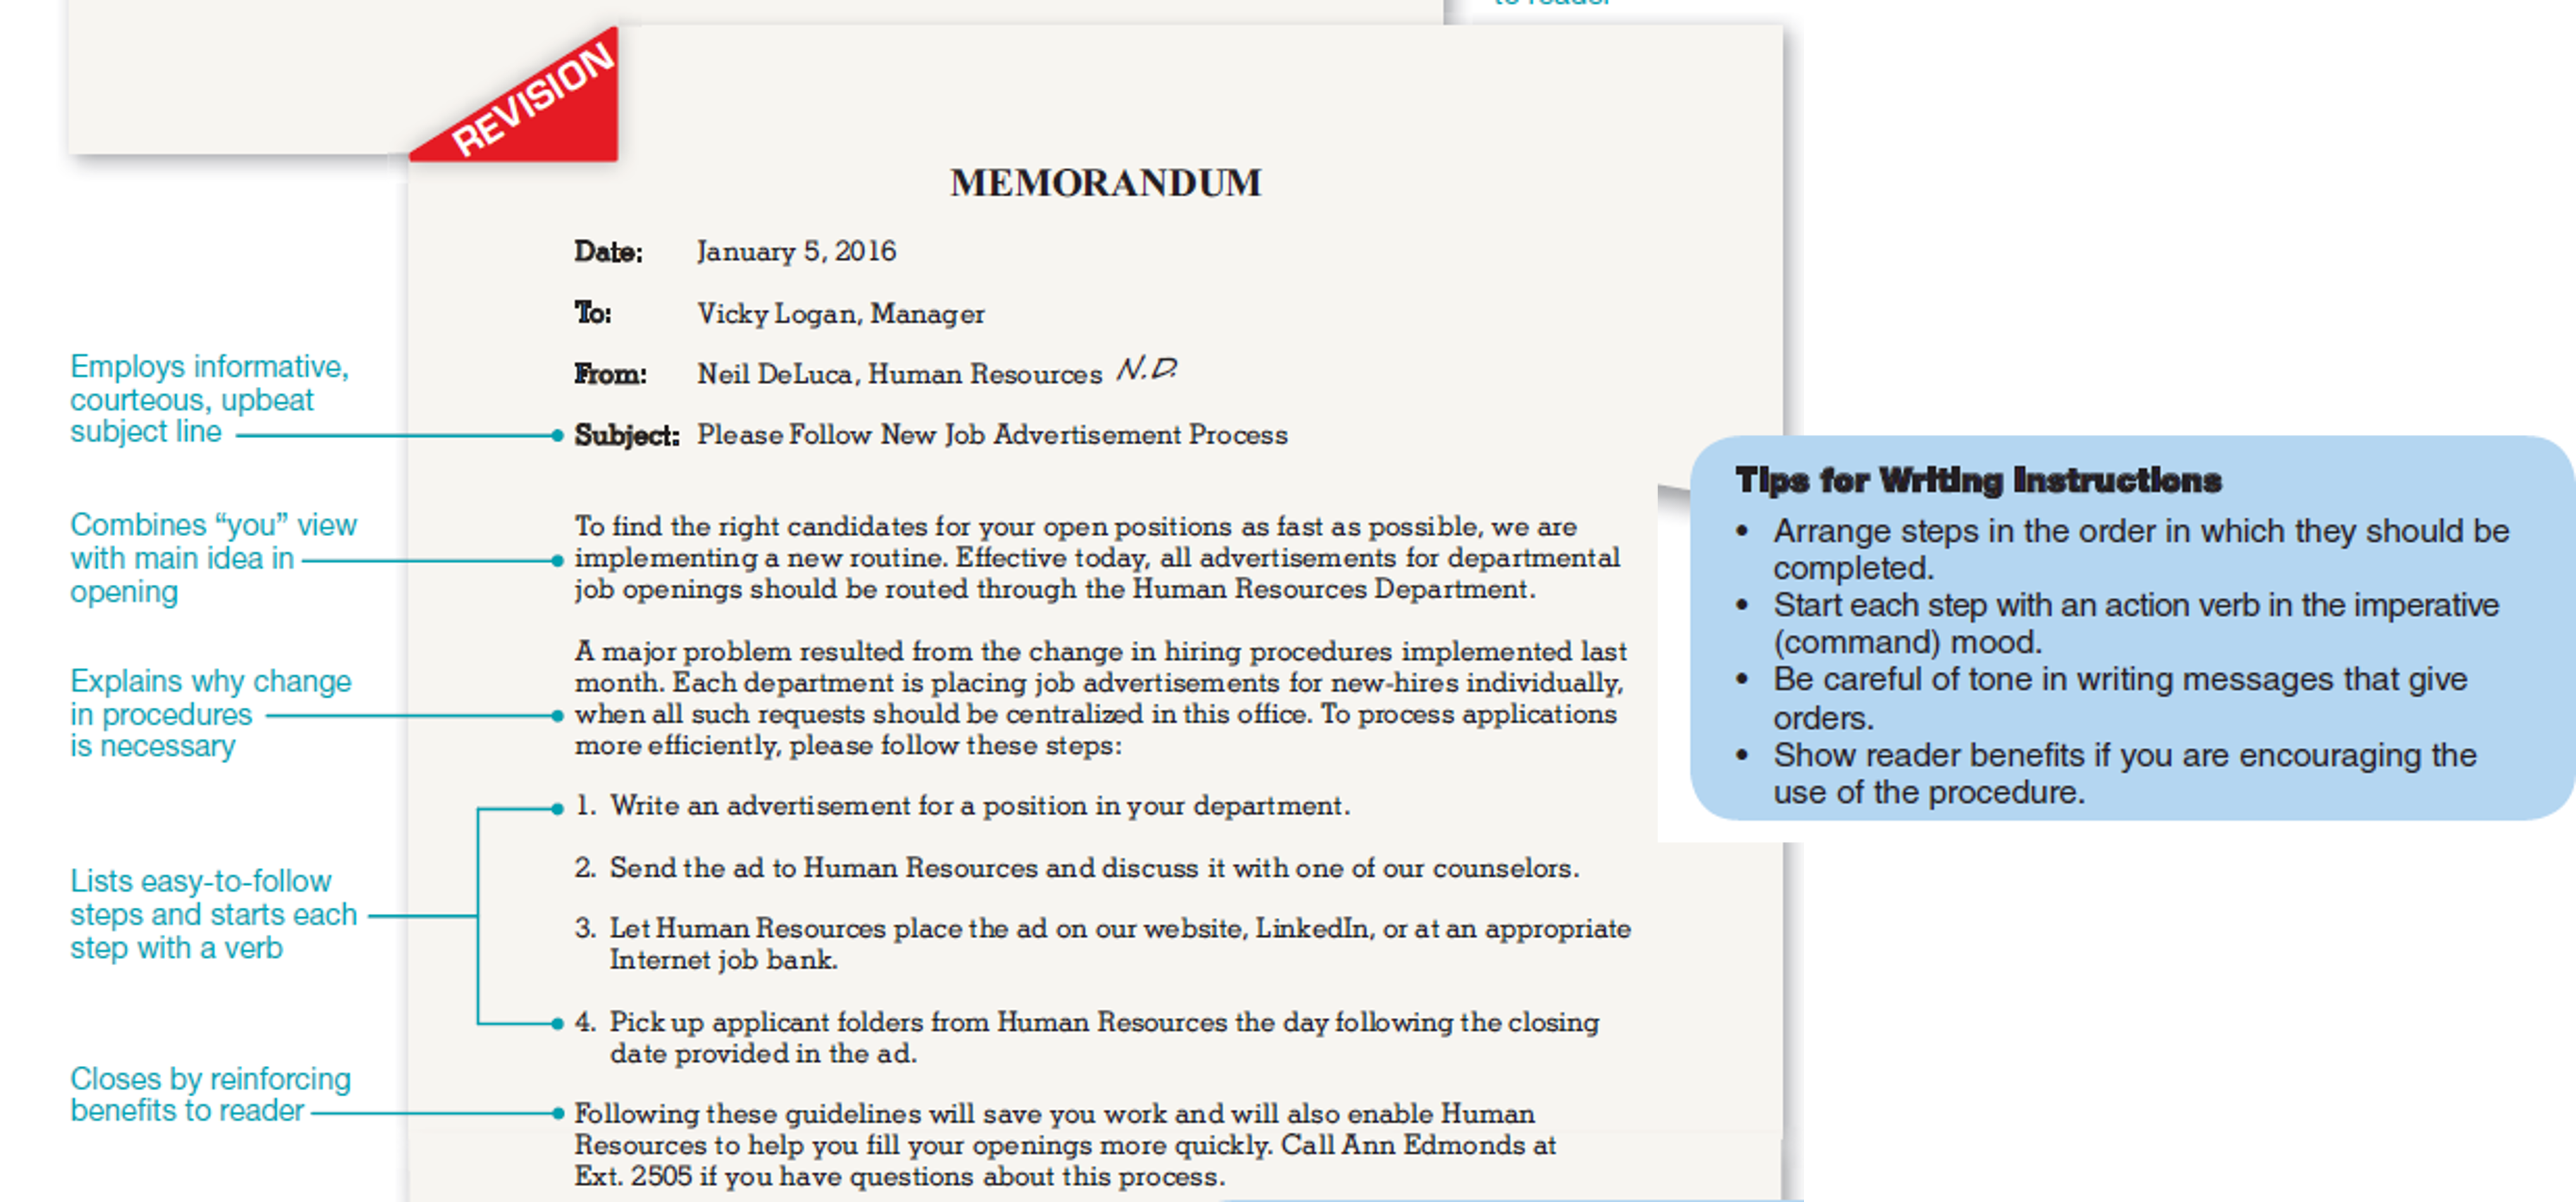 to reader
REVISION
MEMORANDUM
Date: January 5, 2016
To: Vicky Logan, Manager
From: Neil DeLuca, Human Resources N.D.
Subject: Please Follow New Job Advertisement Process
To find the right candidates for your open positions as fast as possible, we are
implementing a new routine. Effective today, all advertisements for departmental
job openings should be routed through the Human Resources Department.
A major problem resulted from the change in hiring procedures implemented last
month. Each department is placing job advertisements for new-hires individually,
when all such requests should be centralized in this office. To process applications
more efficiently, please follow these steps:
1. Write an advertisement for a position in your department.
2. Send the ad to Human Resources and discuss it with one of our counselors.
3. Let Human Resources place the ad on our website, LinkedIn, or at an appropriate
Internet job bank.
4. Pick up applicant folders from Human Resources the day following the closing
date provided in the ad.
Following these guidelines will save you work and will also enable Human
Resources to help you fill your openings more quickly. Call Ann Edmonds at
Ext. 2505 if you have questions about this process.
Employs informative,
courteous, upbeat
subject line
Combines “you” view
with main idea in
opening
Explains why change
in procedures
is necessary
Lists easy-to-follow
steps and starts each
step with a verb
Closes by reinforcing
benefits to reader
Tips for Writing Instructions
• Arrange steps in the order in which they should be
completed.
• Start each step with an action verb in the imperative
(command) mood.
• Be careful of tone in writing messages that give
orders.
• Show reader benefits if you are encouraging the
use of the procedure.